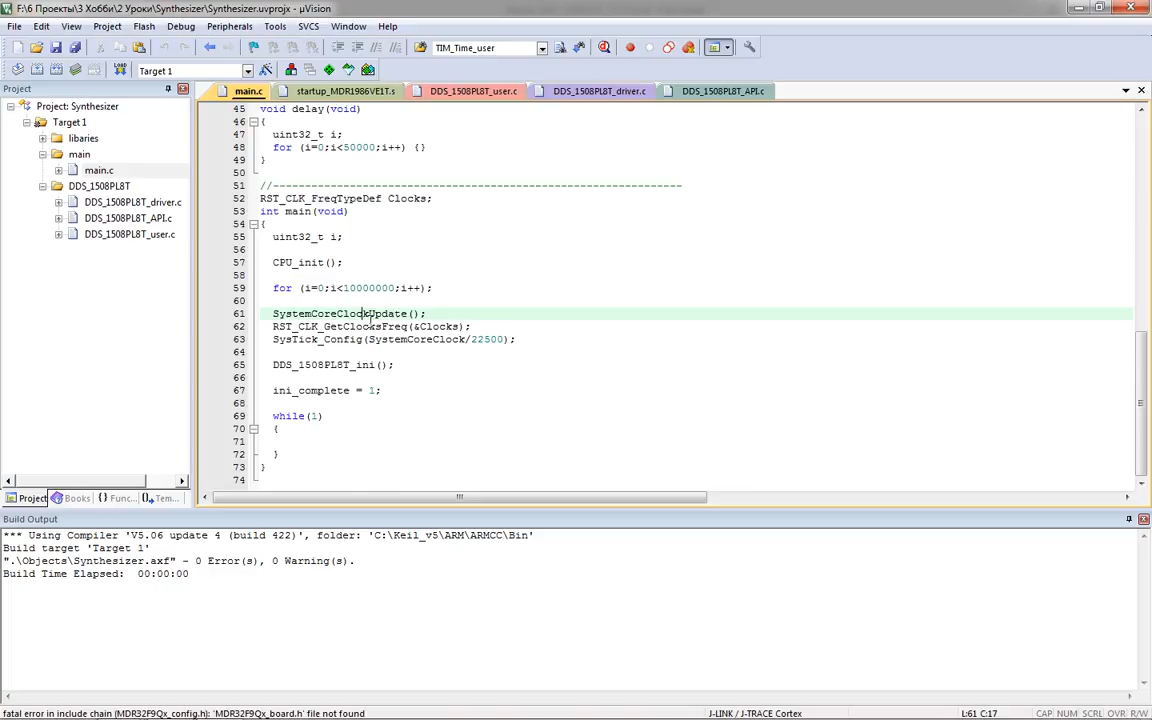 F:\6 Проекты\3 Хобби\2 Уроки\Synthesizer\Synthesizer.uvprojx - µVision
File Edit View Project Flash Debug Peripherals Tools SVCS Window Help
TIM_Time_user
LOAD Target 1
Project
main.c startup_MDR1986VE1T.s DDS_1508PL8T_user.c DDS_1508PL8T_driver.c DDS_1508PL8T_API.c
Project: Synthesizer
Target 1
libaries
main
main.c
DDS_1508PL8T
DDS_1508PL8T_driver.c
DDS_1508PL8T_API.c
DDS_1508PL8T_user.c
Project Books {} Func... Tem...
45 void delay(void)
46 {
47 uint32_t i;
48 for (i=0;i<50000;i++) {}
49 }
50
51 //----------------------------------------------------------------
52 RST_CLK_FreqTypeDef Clocks;
53 int main(void)
54 {
55 uint32_t i;
56
57 CPU_init();
58
59 for (i=0;i<10000000;i++);
60
61 SystemCoreClockUpdate();
62 RST_CLK_GetClocksFreq(&Clocks);
63 SysTick_Config(SystemCoreClock/22500);
64
65 DDS_1508PL8T_ini();
66
67 ini_complete = 1;
68
69 while(1)
70 {
71
72 }
73 }
74
Build Output
*** Using Compiler 'V5.06 update 4 (build 422)', folder: 'C:\Keil_v5\ARM\ARMCC\Bin'
Build target 'Target 1'
".\Objects\Synthesizer.axf" - 0 Error(s), 0 Warning(s).
Build Time Elapsed:  00:00:00
fatal error in include chain (MDR32F9Qx_config.h): 'MDR32F9Qx_board.h' file not found J-LINK / J-TRACE Cortex L:61 C:17 CAP NUM SCRL OVR R/W